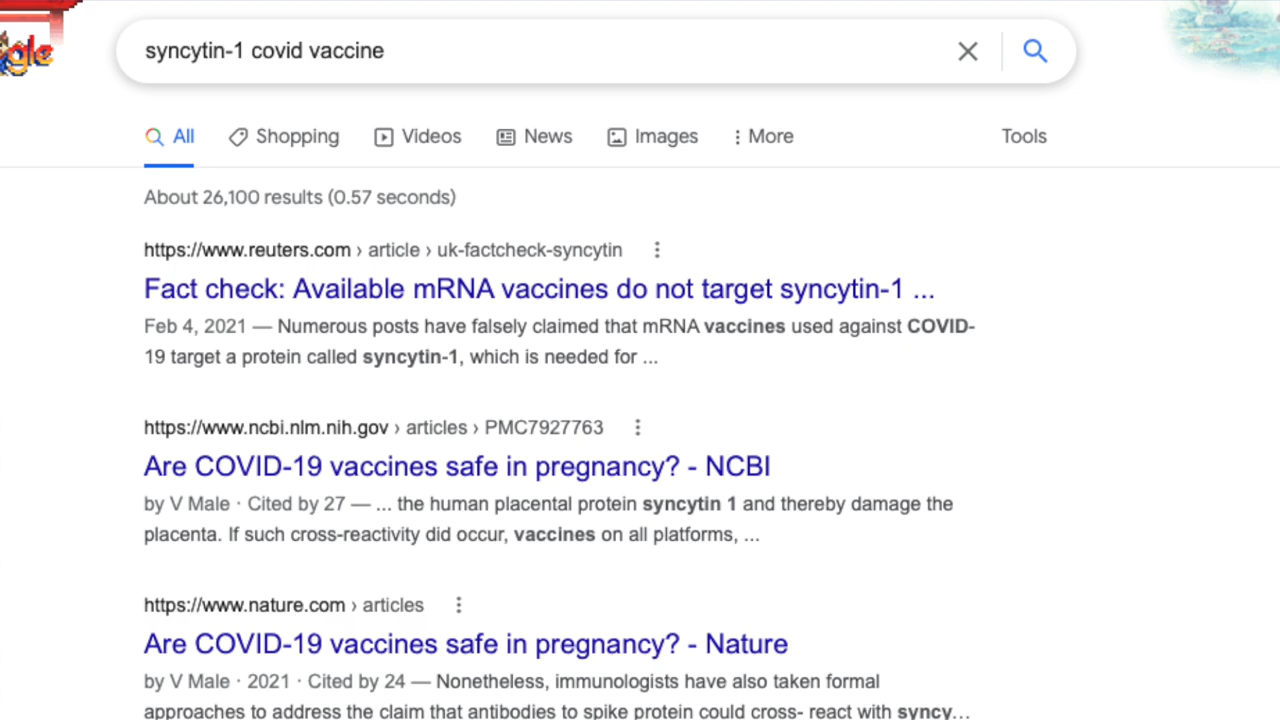 gle
syncytin-1 covid vaccine
All Shopping Videos News Images More Tools
About 26,100 results (0.57 seconds)
https://www.reuters.com › article › uk-factcheck-syncytin
Fact check: Available mRNA vaccines do not target syncytin-1 ...
Feb 4, 2021 — Numerous posts have falsely claimed that mRNA vaccines used against COVID-
19 target a protein called syncytin-1, which is needed for ...
https://www.ncbi.nlm.nih.gov › articles › PMC7927763
Are COVID-19 vaccines safe in pregnancy? - NCBI
by V Male · Cited by 27 — ... the human placental protein syncytin 1 and thereby damage the
placenta. If such cross-reactivity did occur, vaccines on all platforms, ...
https://www.nature.com › articles
Are COVID-19 vaccines safe in pregnancy? - Nature
by V Male · 2021 · Cited by 24 — Nonetheless, immunologists have also taken formal
approaches to address the claim that antibodies to spike protein could cross- react with syncy...